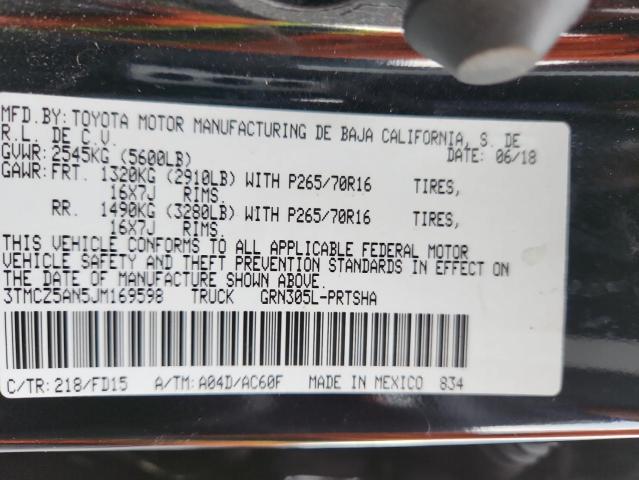 MFD.BY: TOYOTA MOTOR MANUFACTURING DE BAJA CALIFORNIA, S. DE
R.L. DE C.V. DATE: 06/18
GVWR: 2545KG (5600LB)
GAWR: FRT. 1320KG (2910LB) WITH P265/70R16 TIRES,
16X7J RIMS.
RR. 1490KG (3280LB) WITH P265/70R16 TIRES,
16X7J RIMS.
THIS VEHICLE CONFORMS TO ALL APPLICABLE FEDERAL MOTOR
VEHICLE SAFETY AND THEFT PREVENTION STANDARDS IN EFFECT ON
THE DATE OF MANUFACTURE SHOWN ABOVE.
3TMCZ5AN5JM169598 TRUCK GRN305L-PRTSHA
C/TR: 218/FD15 A/TM: A04D/AC60F MADE IN MEXICO 834